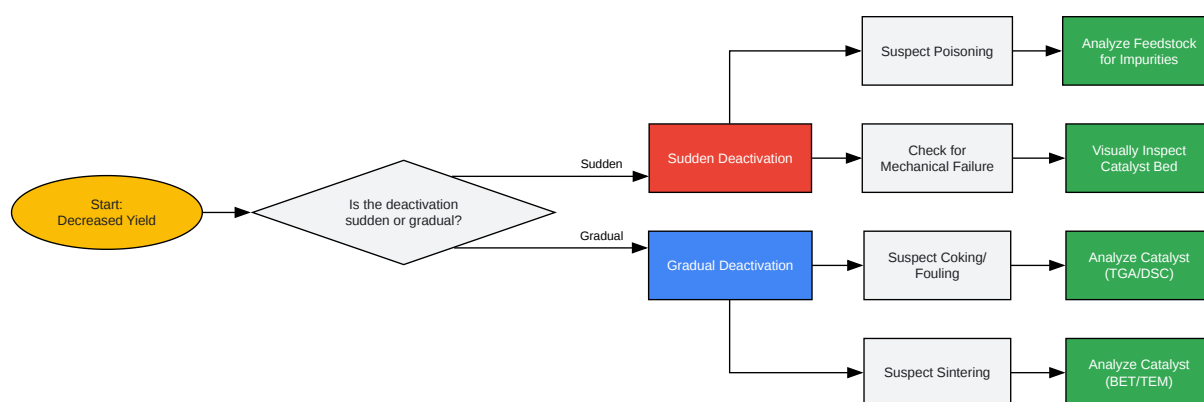 Start:
Decreased Yield
Is the deactivation
sudden or gradual?
Sudden
Gradual
Sudden Deactivation
Gradual Deactivation
Suspect Poisoning
Analyze Feedstock
for Impurities
Check for
Mechanical Failure
Visually Inspect
Catalyst Bed
Suspect Coking/
Fouling
Analyze Catalyst
(TGA/DSC)
Suspect Sintering
Analyze Catalyst
(BET/TEM)